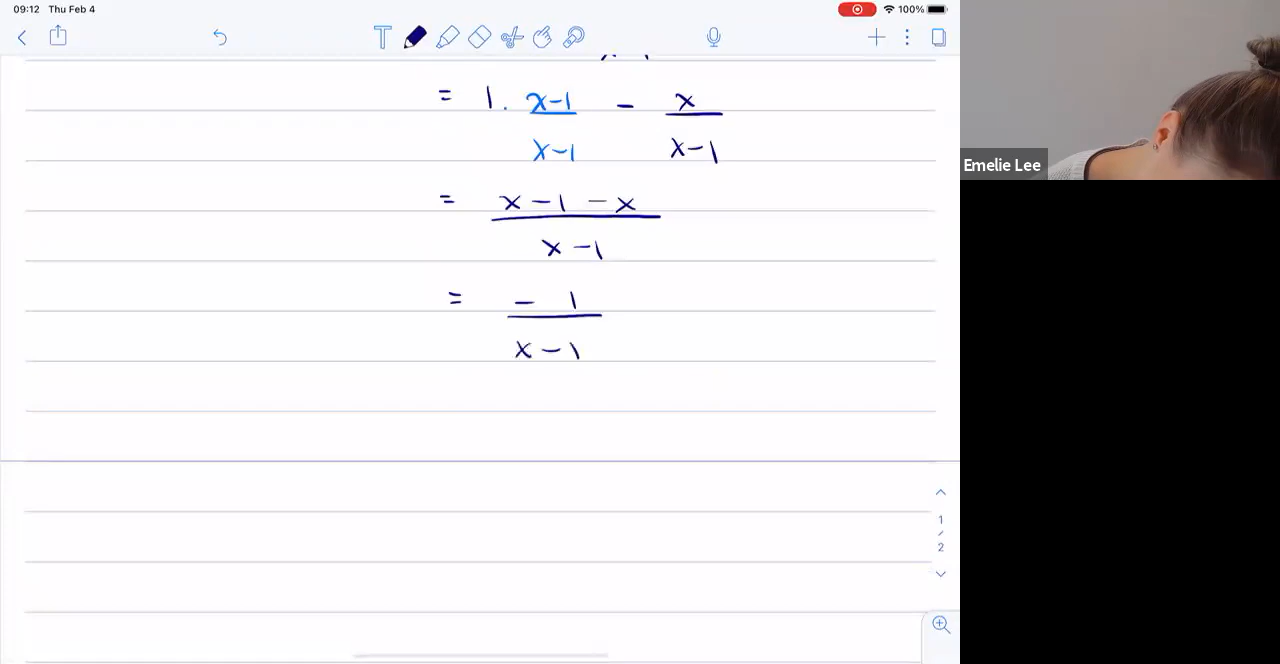 09:12 Thu Feb 4
100%
= 1 . x-1 - x
x-1 x-1
= x - 1 - x
x - 1
= - 1
x - 1
1
/
2
Emelie Lee
T